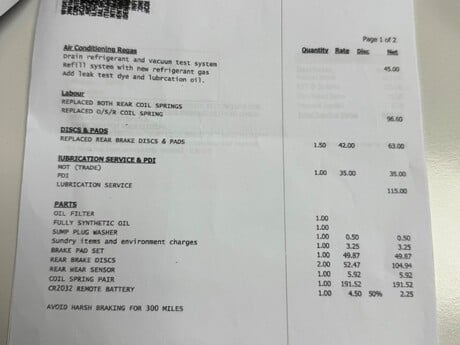 Page 1 of 2
Quantity Rate Disc Net
Air Conditioning Regas
Drain refrigerant and vacuum test system
Refill system with new refrigerant gas
Add leak test dye and lubrcation oil.
45.00
Labour
REPLACED BOTH REAR COIL SPRINGS
REPLACED O/S/R COIL SPRING
96.60
DISCS & PADS
REPLACED REAR BRAKE DISCS & PADS 1.50 42.00 63.00
lUBRICATION SERVICE & PDI
MOT (TRADE) 1.00 35.00 35.00
PDI
LUBRICATION SERVICE 115.00
PARTS
OIL FILTER 1.00
FULLY SYNTHETIC OIL 1.00
SUMP PLUG WASHER 1.00 0.50 0.50
Sundry items and environment charges 1.00 3.25 3.25
BRAKE PAD SET 1.00 49.87 49.87
REAR BRAKE DISCS 2.00 52.47 104.94
REAR WEAR SENSOR 1.00 5.92 5.92
COIL SPRING PAIR 1.00 191.52 191.52
CR2032 REMOTE BATTERY 1.00 4.50 50% 2.25
AVOID HARSH BRAKING FOR 300 MILES